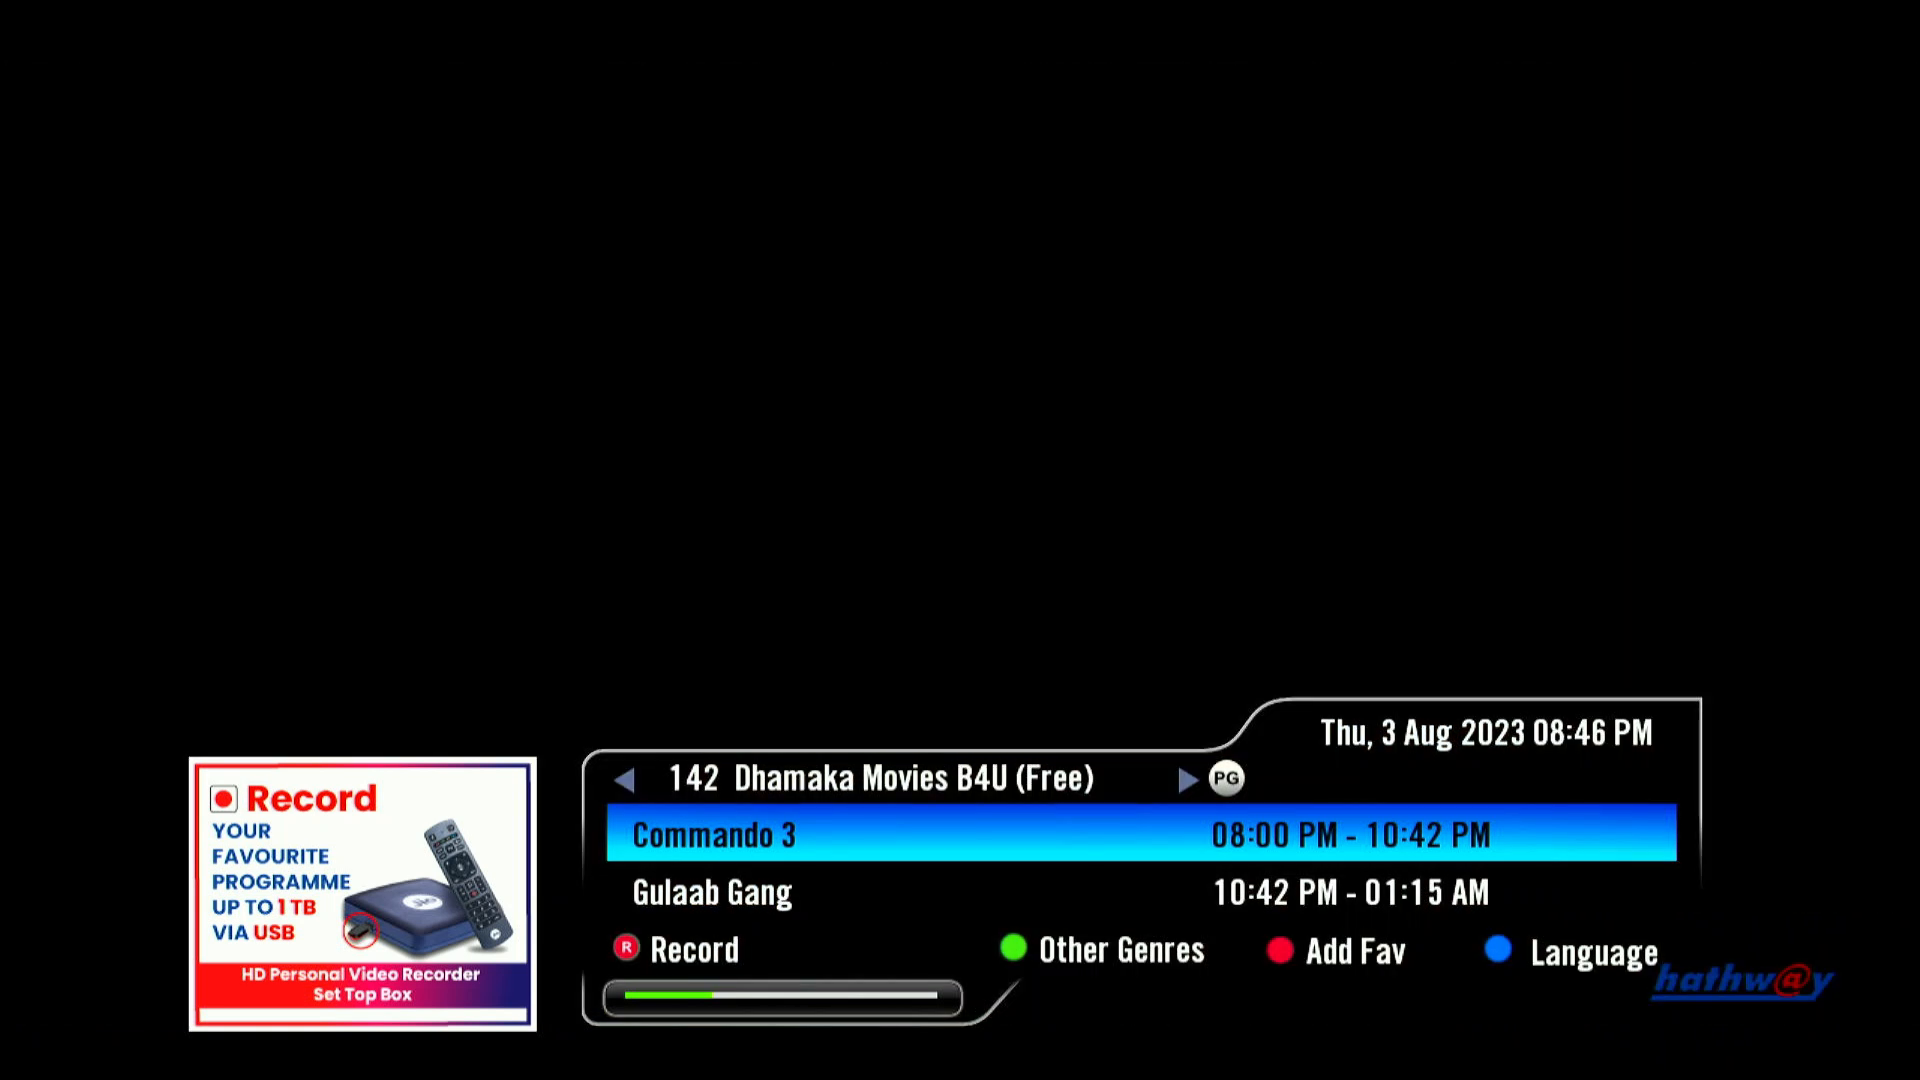 Thu, 3 Aug 2023 08:46 PM
142 Dhamaka Movies B4U (Free) PG
Commando 3 08:00 PM - 10:42 PM
Gulaab Gang 10:42 PM - 01:15 AM
R Record Other Genres Add Fav Language
hathw@y
Record
YOUR
FAVOURITE
PROGRAMME
UP TO 1 TB
VIA USB
Jio
HD Personal Video Recorder
Set Top Box